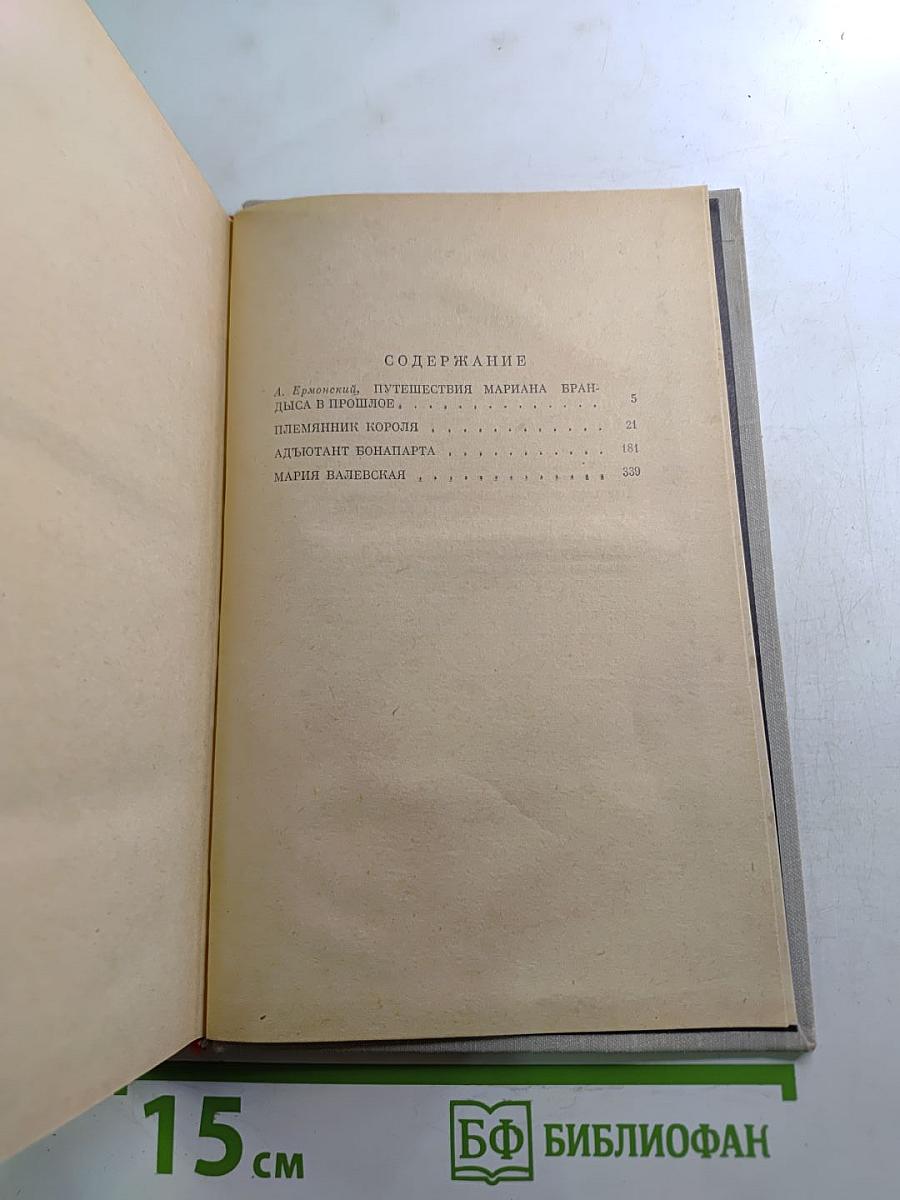 СОДЕРЖАНИЕ
А. Ермонский, ПУТЕШЕСТВИЯ МАРИАНА БРАН-
ДЫСА В ПРОШЛОЕ . . . . . . . . . . . . . 5
ПЛЕМЯННИК КОРОЛЯ . . . . . . . . . . . . 21
АДЪЮТАНТ БОНАПАРТА . . . . . . . . . . . 181
МАРИЯ ВАЛЕВСКАЯ . . . . . . . . . . . . . 339
15 см
БФ БИБЛИОФАН